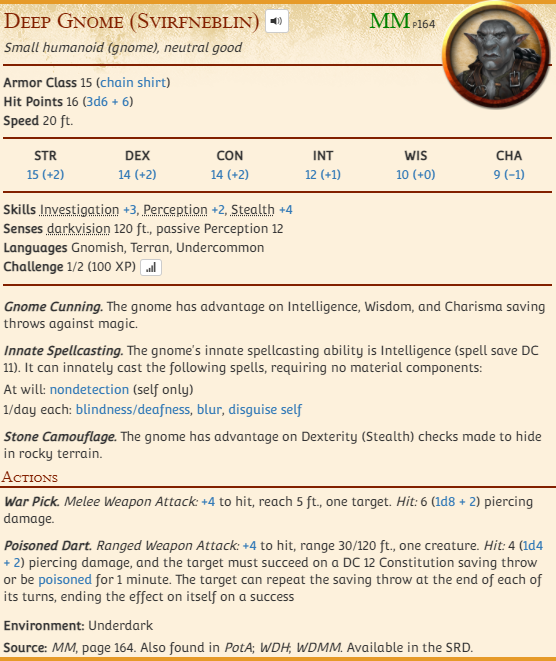 Deep Gnome (Svirfneblin) MM P164
Small humanoid (gnome), neutral good
Armor Class 15 (chain shirt)
Hit Points 16 (3d6 + 6)
Speed 20 ft.
STR DEX CON INT WIS CHA
15 (+2) 14 (+2) 14 (+2) 12 (+1) 10 (+0) 9 (−1)
Skills Investigation +3, Perception +2, Stealth +4
Senses darkvision 120 ft., passive Perception 12
Languages Gnomish, Terran, Undercommon
Challenge 1/2 (100 XP)
Gnome Cunning. The gnome has advantage on Intelligence, Wisdom, and Charisma saving
throws against magic.
Innate Spellcasting. The gnome's innate spellcasting ability is Intelligence (spell save DC
11). It can innately cast the following spells, requiring no material components:
At will: nondetection (self only)
1/day each: blindness/deafness, blur, disguise self
Stone Camouflage. The gnome has advantage on Dexterity (Stealth) checks made to hide
in rocky terrain.
Actions
War Pick. Melee Weapon Attack: +4 to hit, reach 5 ft., one target. Hit: 6 (1d8 + 2) piercing
damage.
Poisoned Dart. Ranged Weapon Attack: +4 to hit, range 30/120 ft., one creature. Hit: 4 (1d4
+ 2) piercing damage, and the target must succeed on a DC 12 Constitution saving throw
or be poisoned for 1 minute. The target can repeat the saving throw at the end of each of
its turns, ending the effect on itself on a success
Environment: Underdark
Source: MM, page 164. Also found in PotA; WDH; WDMM. Available in the SRD.